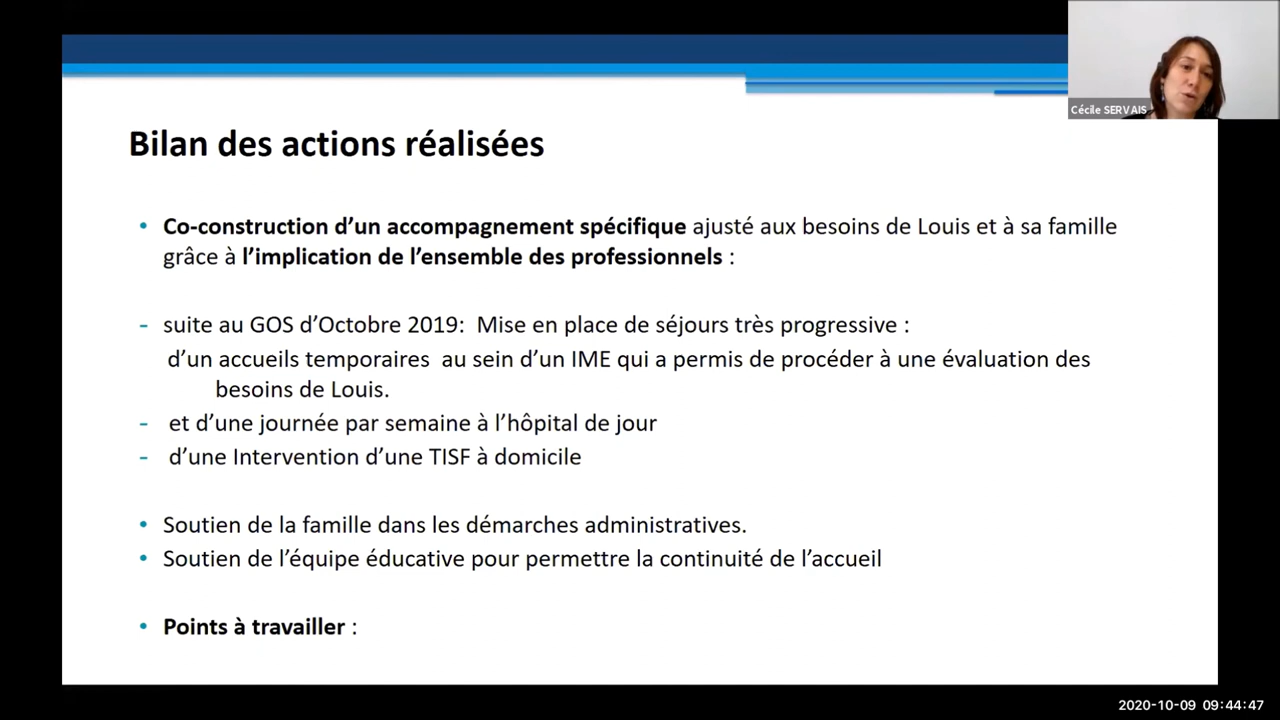 Cécile SERVAIS
Bilan des actions réalisées
• Co-construction d’un accompagnement spécifique ajusté aux besoins de Louis et à sa famille
grâce à l’implication de l’ensemble des professionnels :
- suite au GOS d’Octobre 2019: Mise en place de séjours très progressive :
d’un accueils temporaires au sein d’un IME qui a permis de procéder à une évaluation des
besoins de Louis.
- et d’une journée par semaine à l’hôpital de jour
- d’une Intervention d’une TISF à domicile
• Soutien de la famille dans les démarches administratives.
• Soutien de l’équipe éducative pour permettre la continuité de l’accueil
• Points à travailler :
2020-10-09 09:44:47